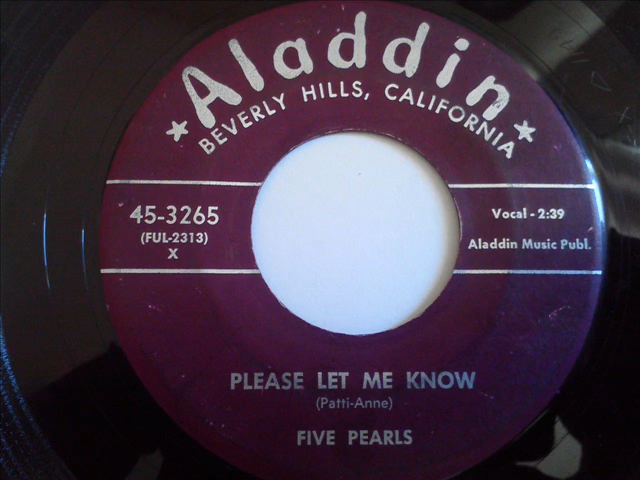 Aladdin
BEVERLY HILLS, CALIFORNIA
45-3265
(FUL-2313)
X
Vocal - 2:39
Aladdin Music Publ.
PLEASE LET ME KNOW
(Patti-Anne)
FIVE PEARLS